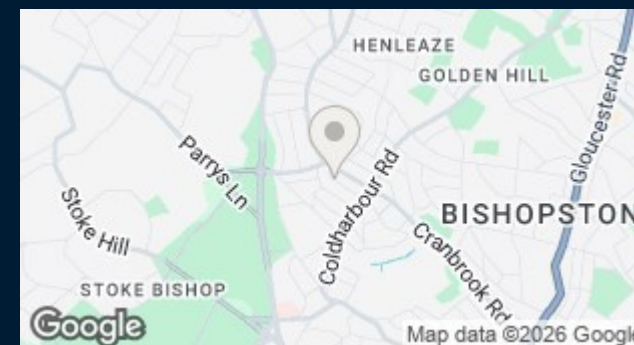 HENLEAZE
GOLDEN HILL
Gloucester Rd
Parrys Ln
Coldharbour Rd
Stoke Hill
BISHOPSTON
Cranbrook Rd
STOKE BISHOP
Google
Map data ©2026 Google